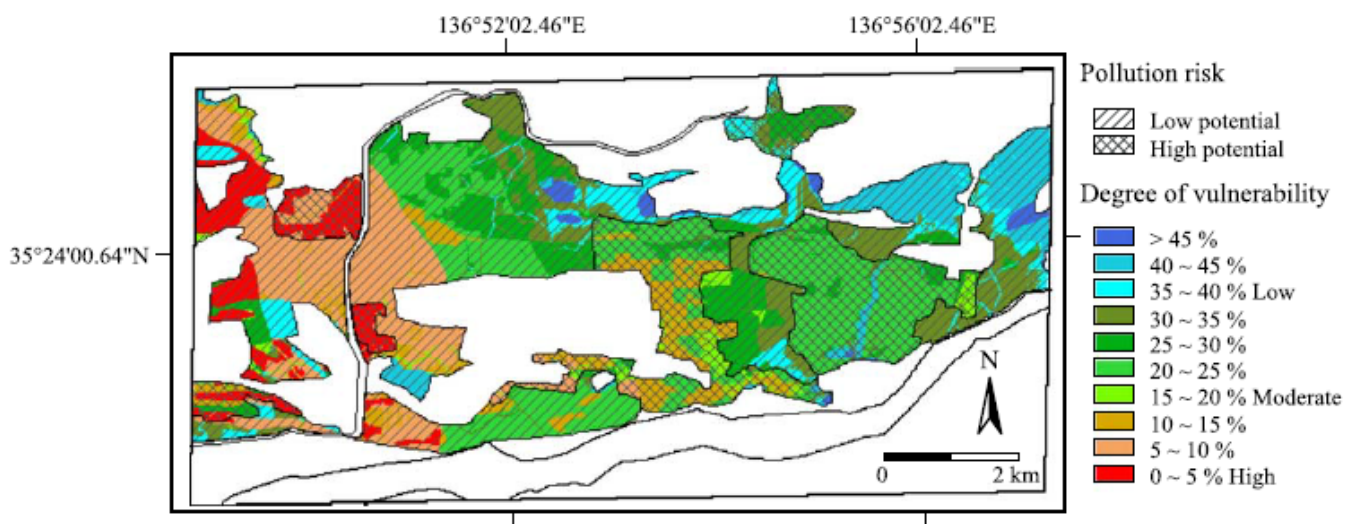 136°52'02.46"E 136°56'02.46"E
35°24'00.64"N
N
0 2 km
Pollution risk
Low potential
High potential
Degree of vulnerability
> 45 %
40 ~ 45 %
35 ~ 40 % Low
30 ~ 35 %
25 ~ 30 %
20 ~ 25 %
15 ~ 20 % Moderate
10 ~ 15 %
5 ~ 10 %
0 ~ 5 % High